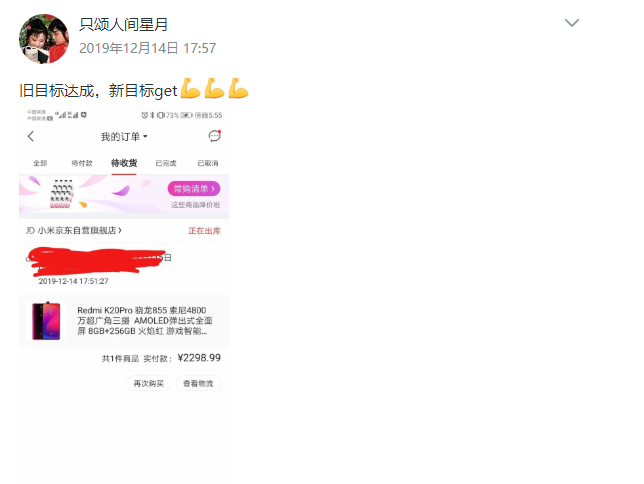 只颂人间星月
2019年12月14日 17:57
旧目标达成，新目标get💪💪💪
中国联通
中国联通
73% 傍晚5:55
我的订单
全部 待付款 待收货 已完成 已取消
常购清单 >
这些商品降价啦
JD 小米京东自营旗舰店 > 正在出库
5日
2019-12-14 17:51:27
Redmi K20Pro 骁龙855 索尼4800
万超广角三摄 AMOLED弹出式全面
屏 8GB+256GB 火焰红 游戏智能...
共1件商品 实付款: ¥2298.99
再次购买 查看物流